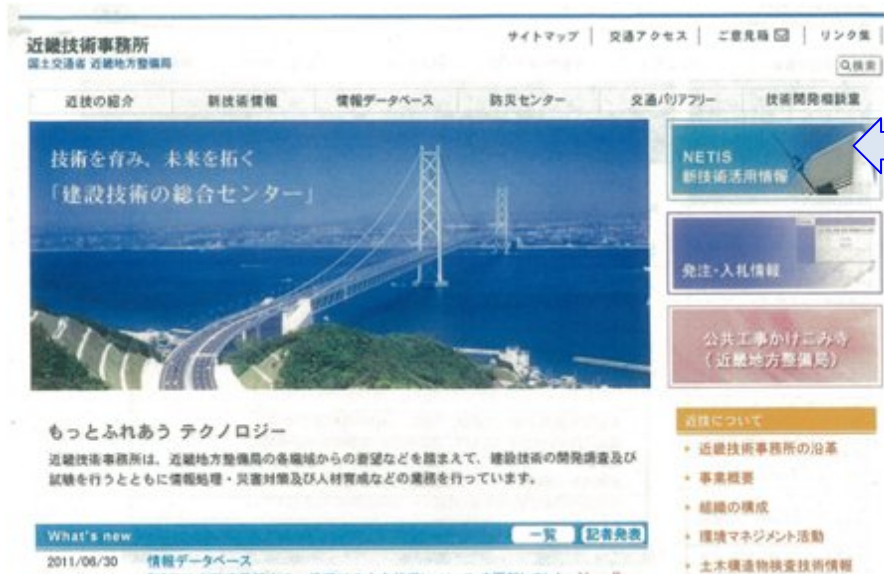 近畿技術事務所
国土交通省 近畿地方整備局
サイトマップ | 交通アクセス | ご意見箱 | リンク集 |
検索
近技の紹介 新技術情報 情報データベース 防災センター 交通バリアフリー 技術開発相談室
技術を育み、未来を拓く
「建設技術の総合センター」
NETIS
新技術活用情報
発注・入札情報
公共工事かけこみ寺
(近畿地方整備局)
もっとふれあう テクノロジー
近畿技術事務所は、近畿地方整備局の各職域からの要望などを踏まえて、建設技術の開発調査及び
試験を行うとともに情報処理・災害対策及び人材育成などの業務を行っています。
近技について
近畿技術事務所の沿革
事業概要
組織の構成
環境マネジメント活動
土木構造物検査技術情報
What's new 一覧 記者発表
2011/06/30 情報データベース